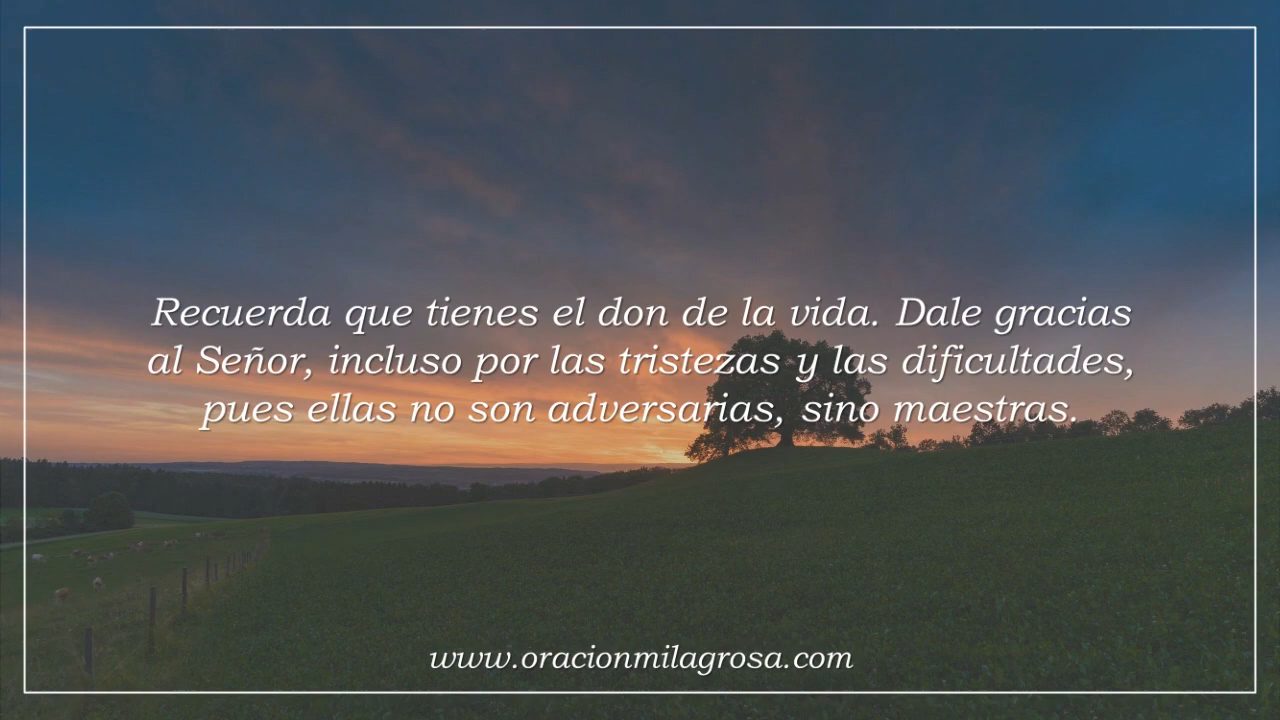 Recuerda que tienes el don de la vida. Dale gracias
al Señor, incluso por las tristezas y las dificultades,
pues ellas no son adversarias, sino maestras.
www.oracionmilagrosa.com